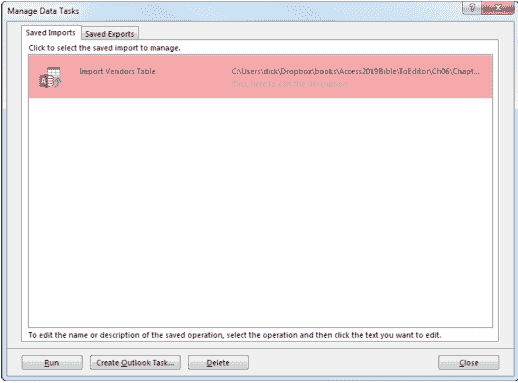 Manage Data Tasks
Saved Imports
Saved Exports
Click to select the saved import to manage.
Import Vendors Table
C:\Users\dick\Dropbox\books\Access2019Bible\ToEditor\Ch06\Chapt...
Click here to edit the description.
To edit the name or description of the saved operation, select the operation and then click the text you want to edit.
Run
Create Outlook Task...
Delete
Close